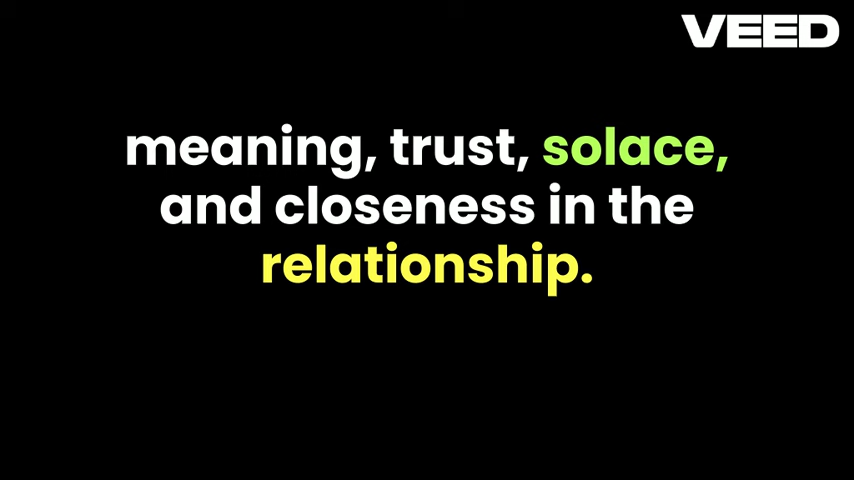 VEED
meaning, trust, solace,
and closeness in the
relationship.